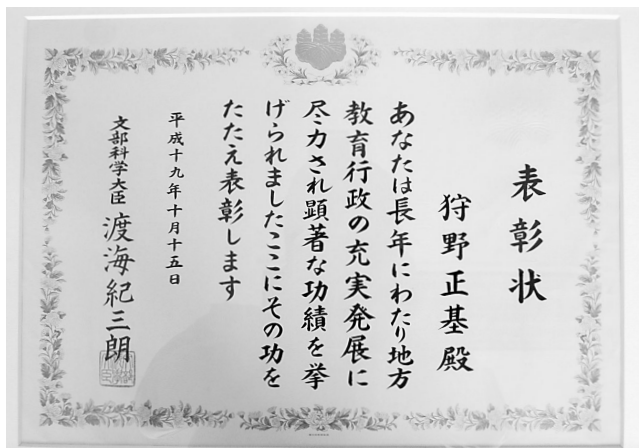 表彰状
狩野正基殿
あなたは長年にわたり地方
教育行政の充実発展に
尽力され顕著な功績を挙
げられましたここにその功を
たたえ表彰します
平成十九年十月十五日
文部科学大臣 渡海紀三朗